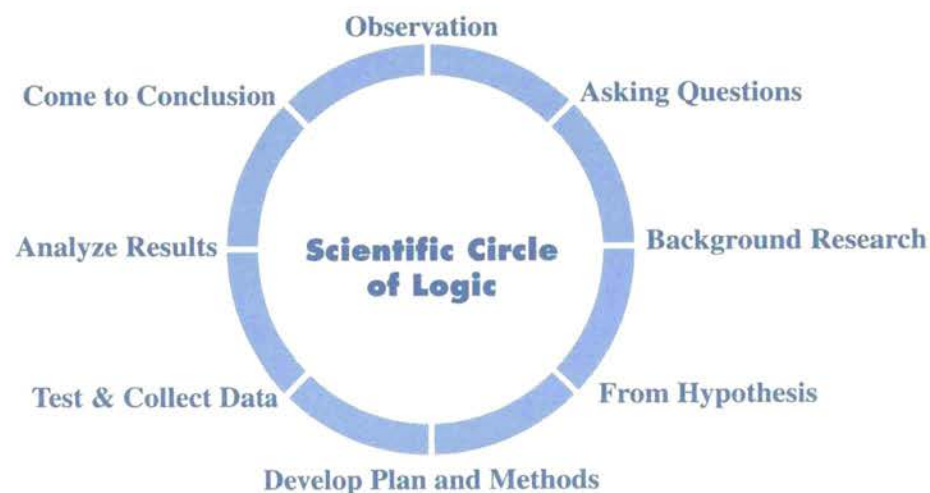 Observation
Asking Questions
Background Research
From Hypothesis
Develop Plan and Methods
Test & Collect Data
Analyze Results
Come to Conclusion
Scientific Circle
of Logic